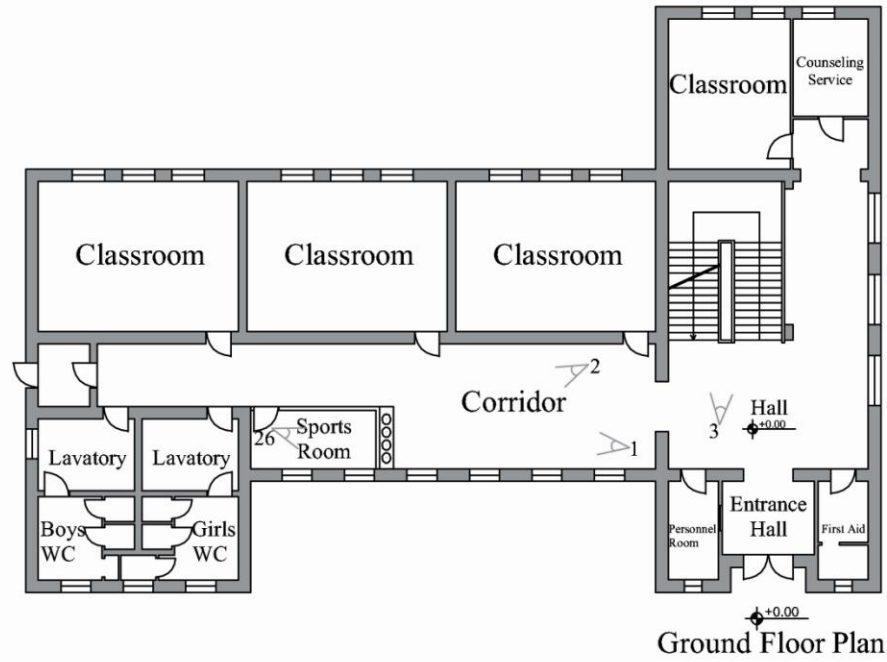 Classroom
Counseling
Service
Classroom
Classroom
Classroom
2
Corridor
Hall
+0.00
3
26
Sports
Room
1
Lavatory
Lavatory
Entrance
Hall
Personnel
Room
First Aid
Boys
WC
Girls
WC
+0.00
Ground Floor Plan